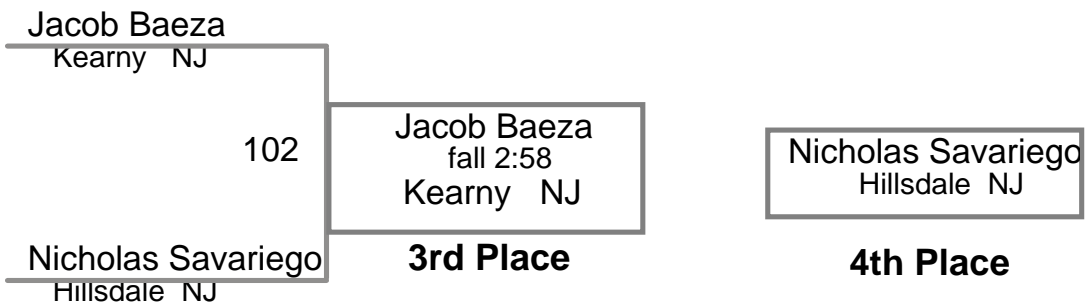 Jacob Baeza
Kearny NJ
102
Nicholas Savariego
Hillsdale NJ
Jacob Baeza
fall 2:58
Kearny NJ
3rd Place
Nicholas Savariego
Hillsdale NJ
4th Place